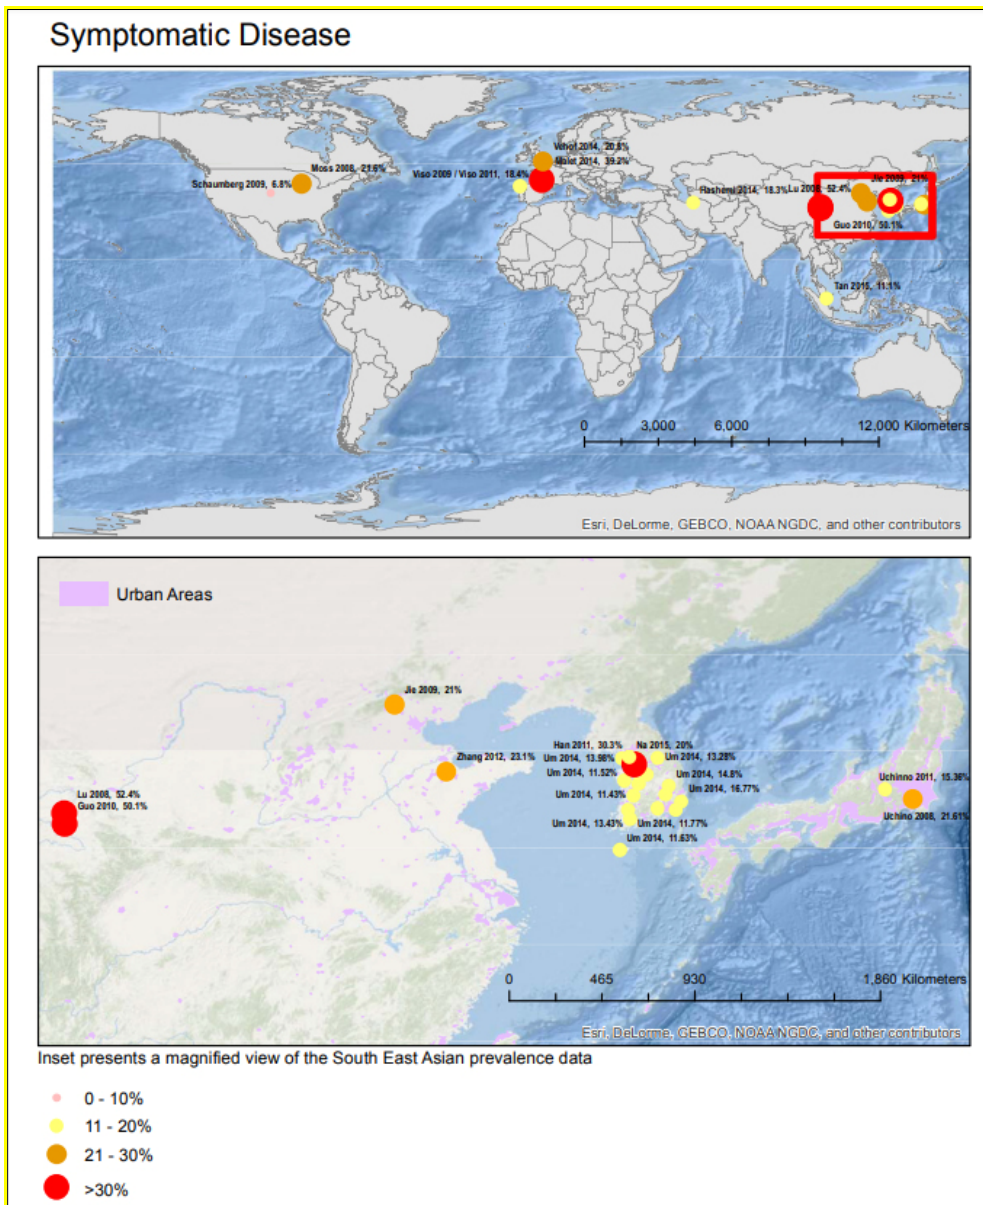 Symptomatic Disease
Vehof 2014, 20.8%
Malet 2014, 39.2%
Moss 2008, 21.6%
Viso 2009 / Viso 2011, 18.4%
Schaumberg 2009, 6.8%
Jie 2009, 21%
Hashemi 2014, 18.3%
Lu 2008, 52.4%
Guo 2010, 50.1%
Tan 2015, 11.1%
0 3,000 6,000 12,000 Kilometers
Esri, DeLorme, GEBCO, NOAA NGDC, and other contributors
Urban Areas
Jie 2009, 21%
Han 2011, 30.3%
Na 2015, 20%
Zhang 2012, 23.1%
Um 2014, 13.98%
Um 2014, 13.28%
Um 2014, 11.52%
Um 2014, 14.8%
Uchinno 2011, 15.36%
Um 2014, 16.77%
Lu 2008, 52.4%
Um 2014, 11.43%
Guo 2010, 50.1%
Uchino 2008, 21.61%
Um 2014, 13.43%
Um 2014, 11.77%
Um 2014, 11.63%
0 465 930 1,860 Kilometers
Esri, DeLorme, GEBCO, NOAA NGDC, and other contributors
Inset presents a magnified view of the South East Asian prevalence data
0 - 10%
11 - 20%
21 - 30%
>30%